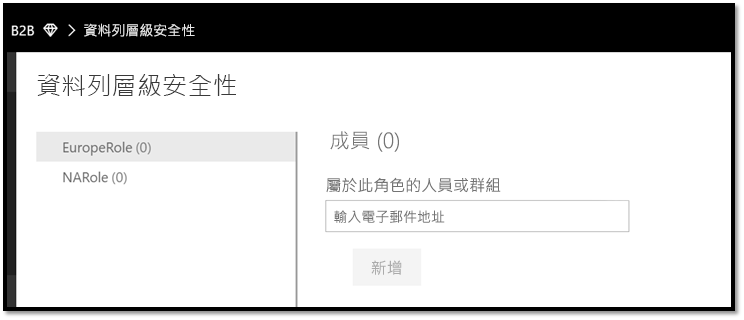 B2B > 資料列層級安全性
資料列層級安全性
EuropeRole (0)
NARole (0)
成員 (0)
屬於此角色的人員或群組
輸入電子郵件地址
新增